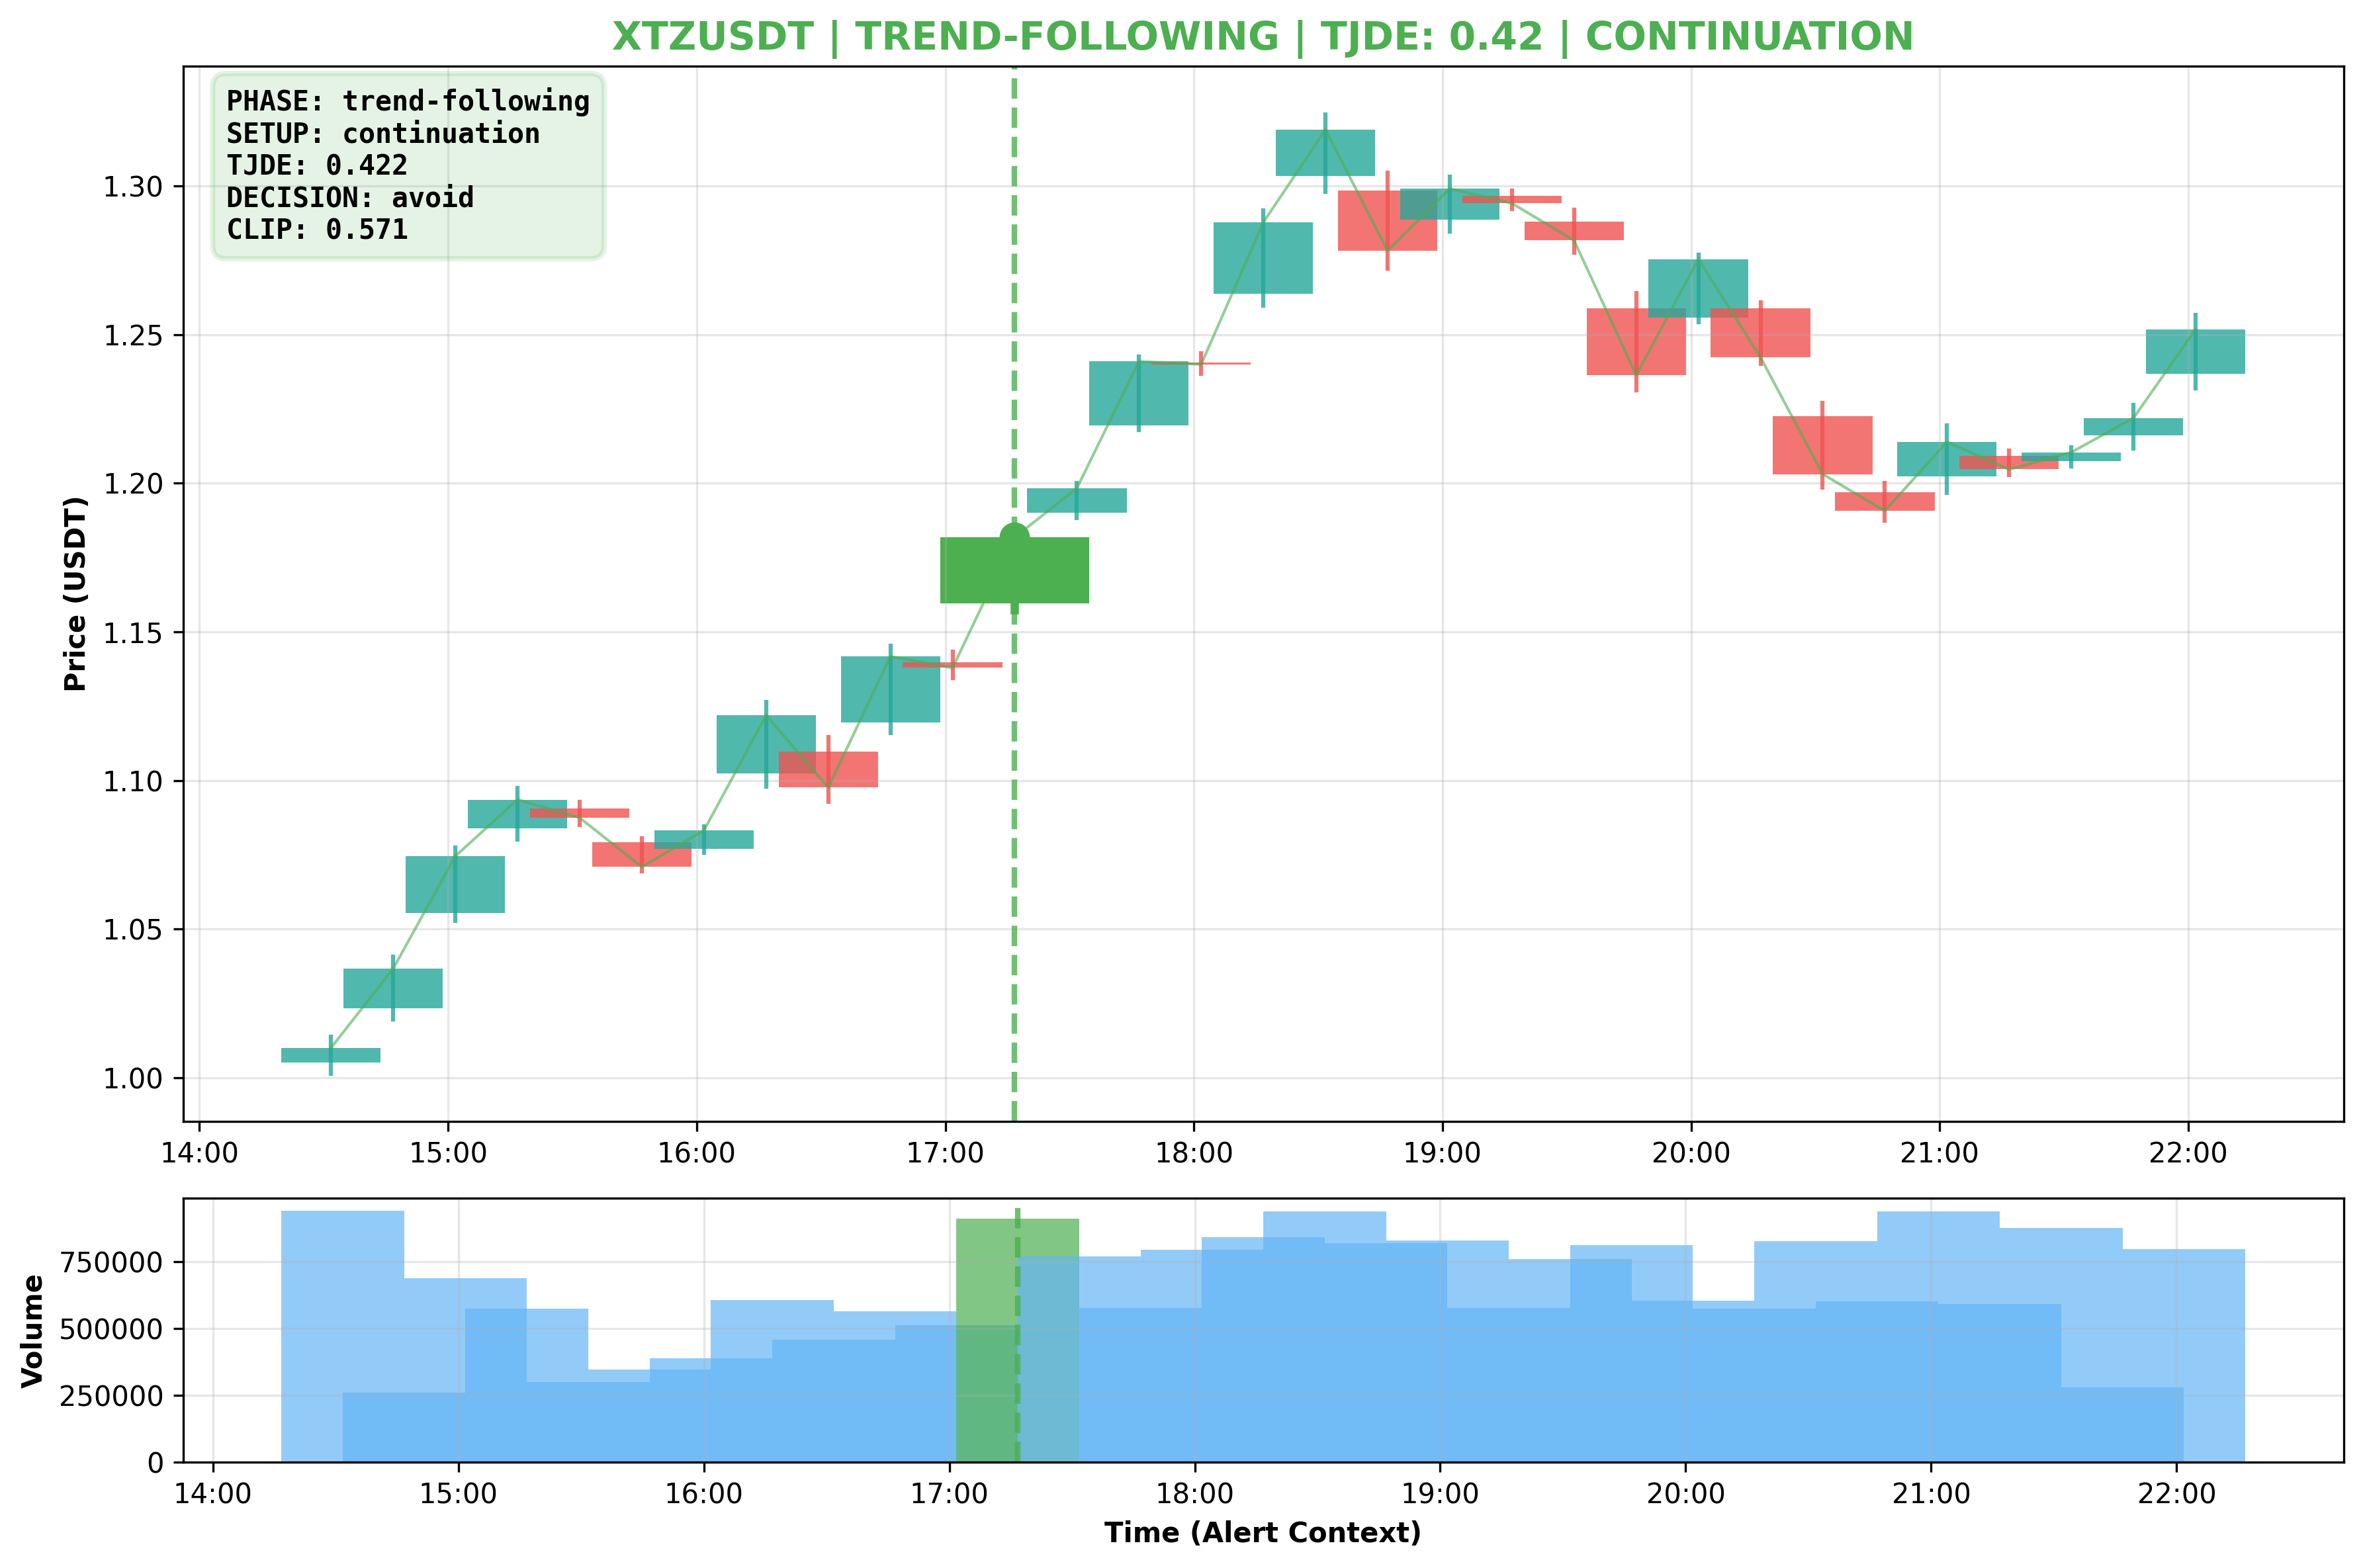 XTZUSDT | TREND-FOLLOWING | TJDE: 0.42 | CONTINUATION
PHASE: trend-following
SETUP: continuation
TJDE: 0.422
DECISION: avoid
CLIP: 0.571
Price (USDT)
1.30
1.25
1.20
1.15
1.10
1.05
1.00
14:00 15:00 16:00 17:00 18:00 19:00 20:00 21:00 22:00
Volume
750000
500000
250000
0
14:00 15:00 16:00 17:00 18:00 19:00 20:00 21:00 22:00
Time (Alert Context)